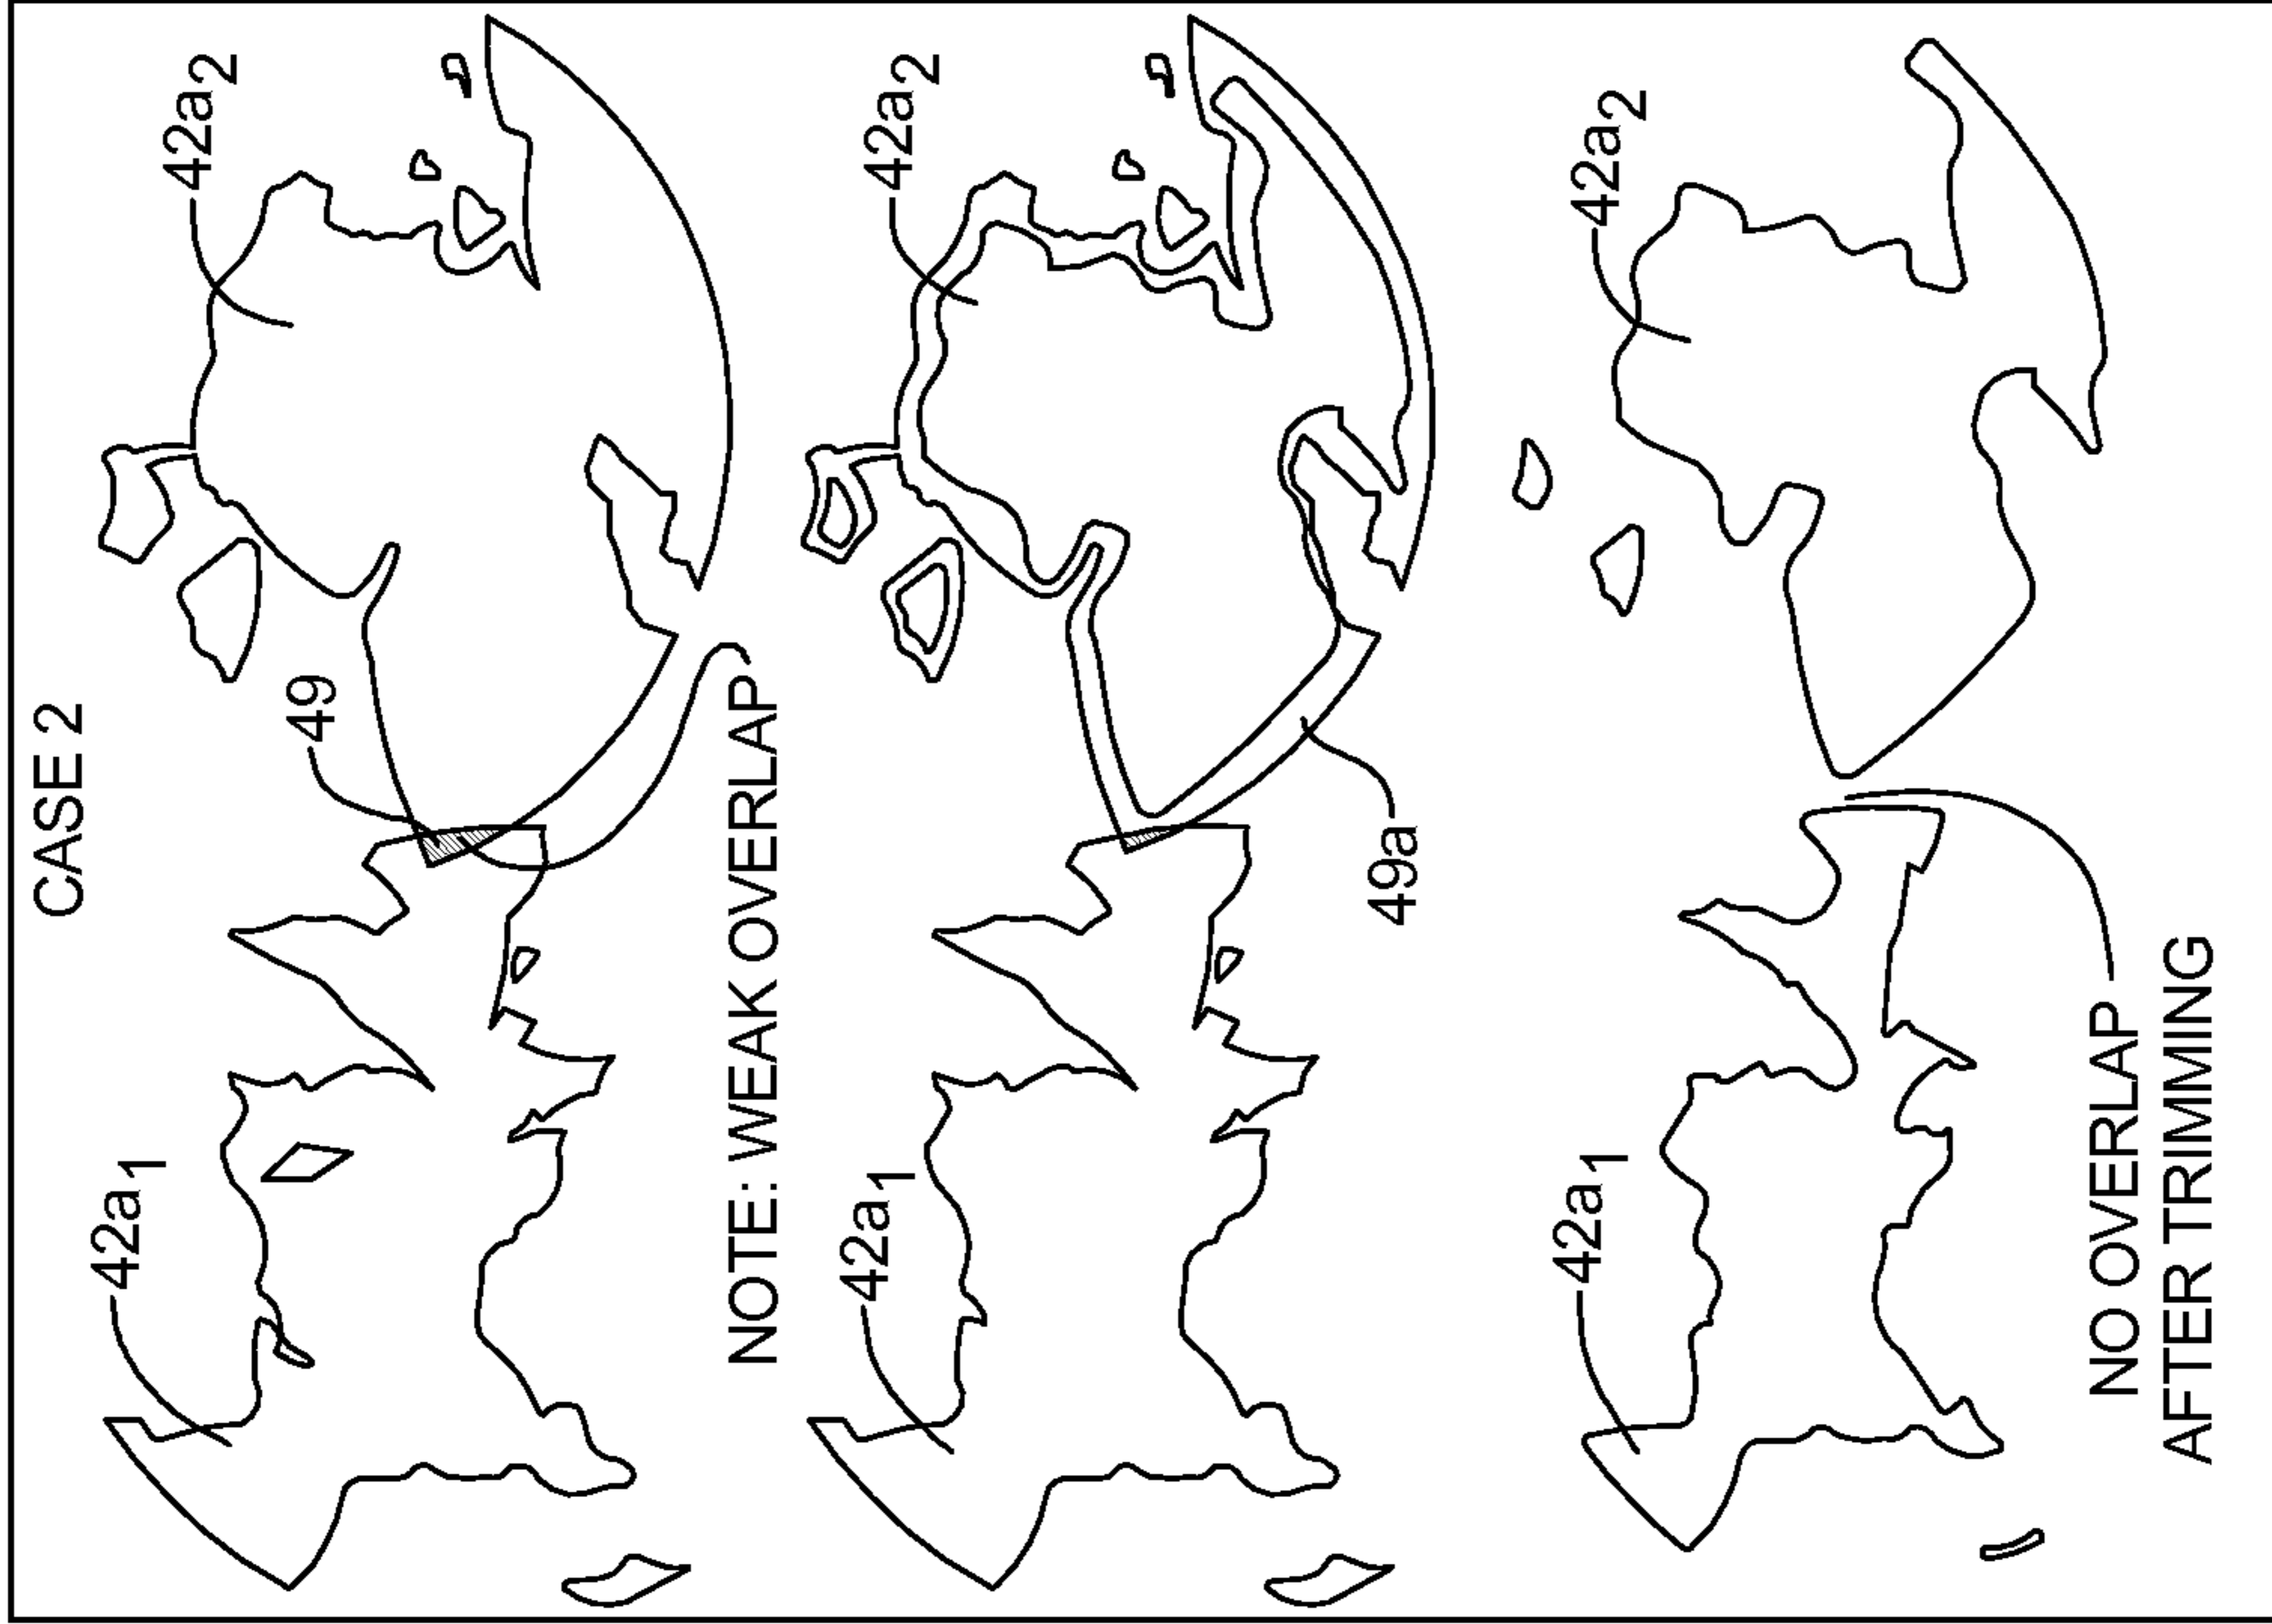 CASE 2
42a1
49
42a2
NOTE: WEAK OVERLAP
42a1
42a2
49a
42a1
42a2
NO OVERLAP
AFTER TRIMMING